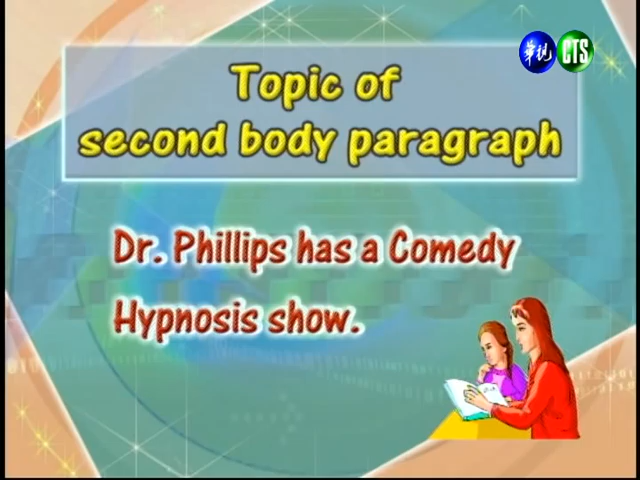 華視 CTS
Topic of
second body paragraph
Dr. Phillips has a Comedy
Hypnosis show.